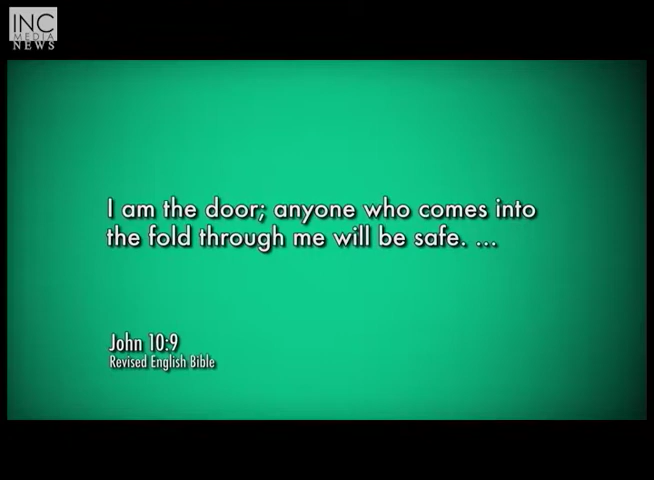 INC
MEDIA
NEWS
I am the door; anyone who comes into
the fold through me will be safe. ...
John 10:9
Revised English Bible